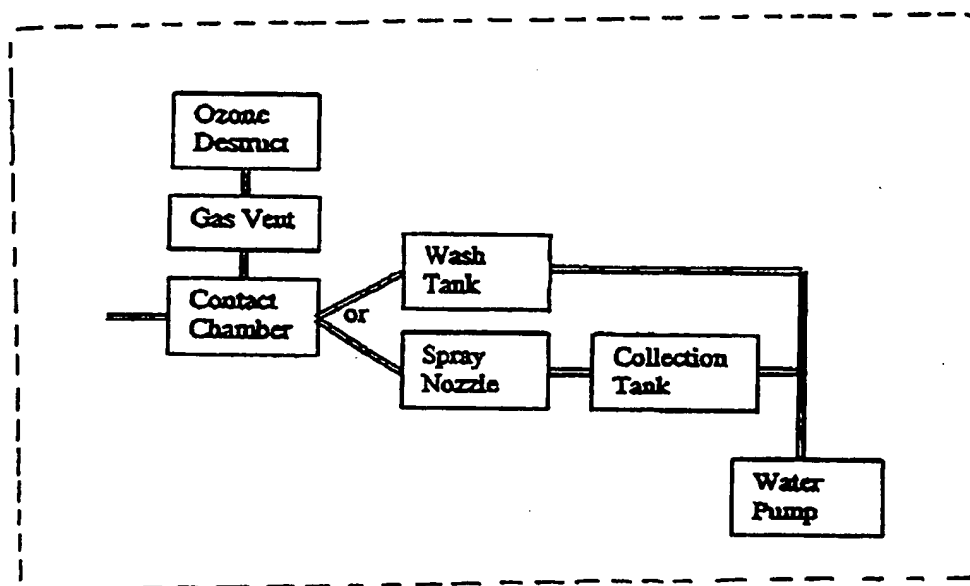 Ozone
Destruct
Gas Vent
Contact
Chamber
or
Wash
Tank
Spray
Nozzle
Collection
Tank
Water
Pump